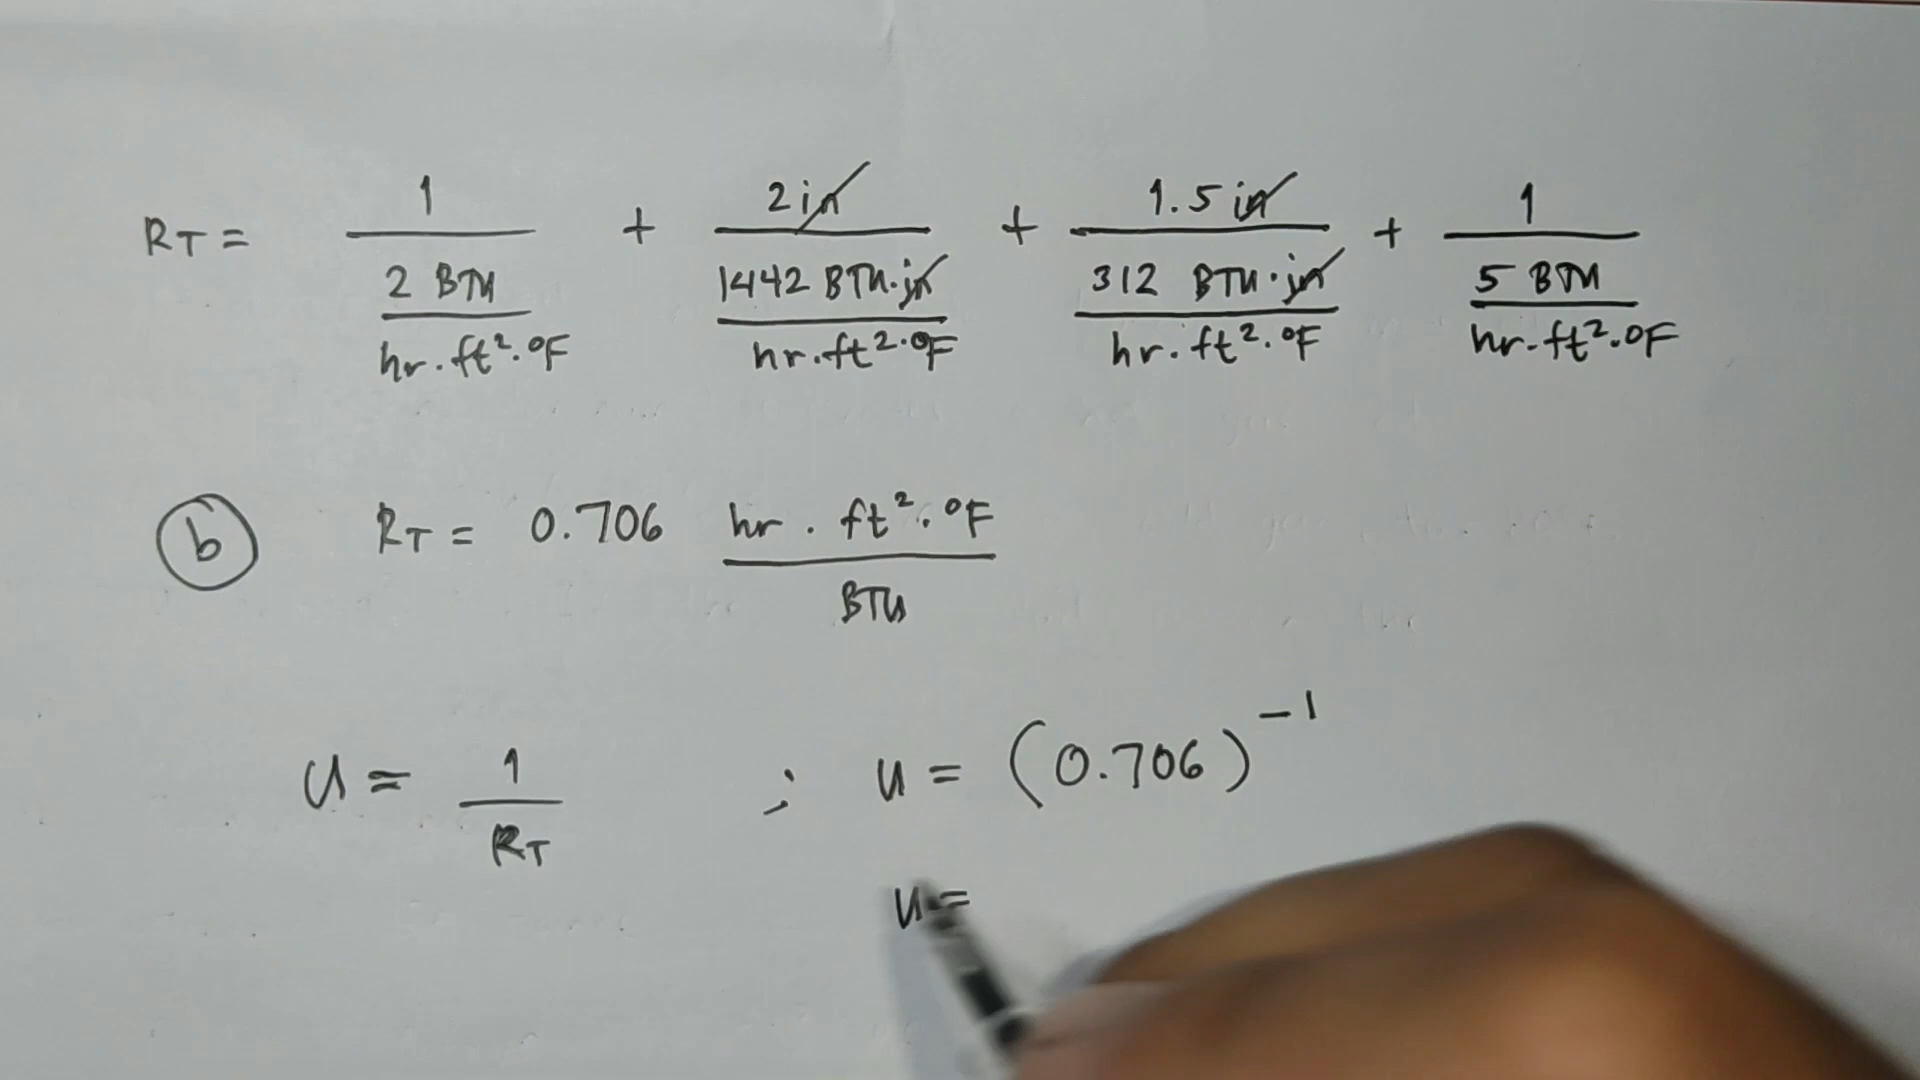 RT = 1 / (2 BTU / hr.ft².°F) + 2 in / (1442 BTU.in / hr.ft².°F) + 1.5 in / (312 BTU.in / hr.ft².°F) + 1 / (5 BTU / hr.ft².°F)
b RT = 0.706 hr . ft².°F / BTU
U = 1 / RT ; U = (0.706)⁻¹
U =